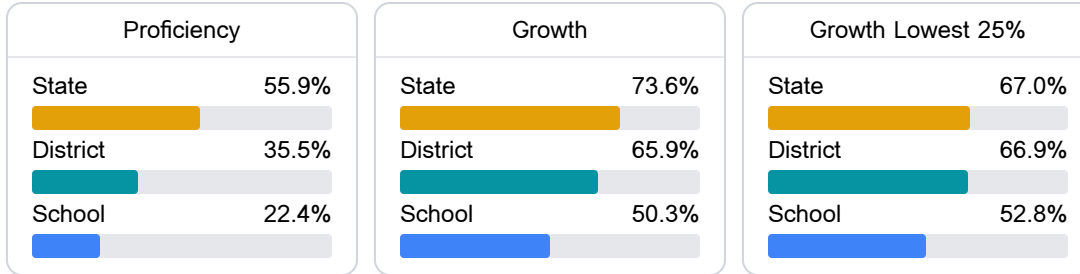 Proficiency
State 55.9%
District 35.5%
School 22.4%
Growth
State 73.6%
District 65.9%
School 50.3%
Growth Lowest 25%
State 67.0%
District 66.9%
School 52.8%